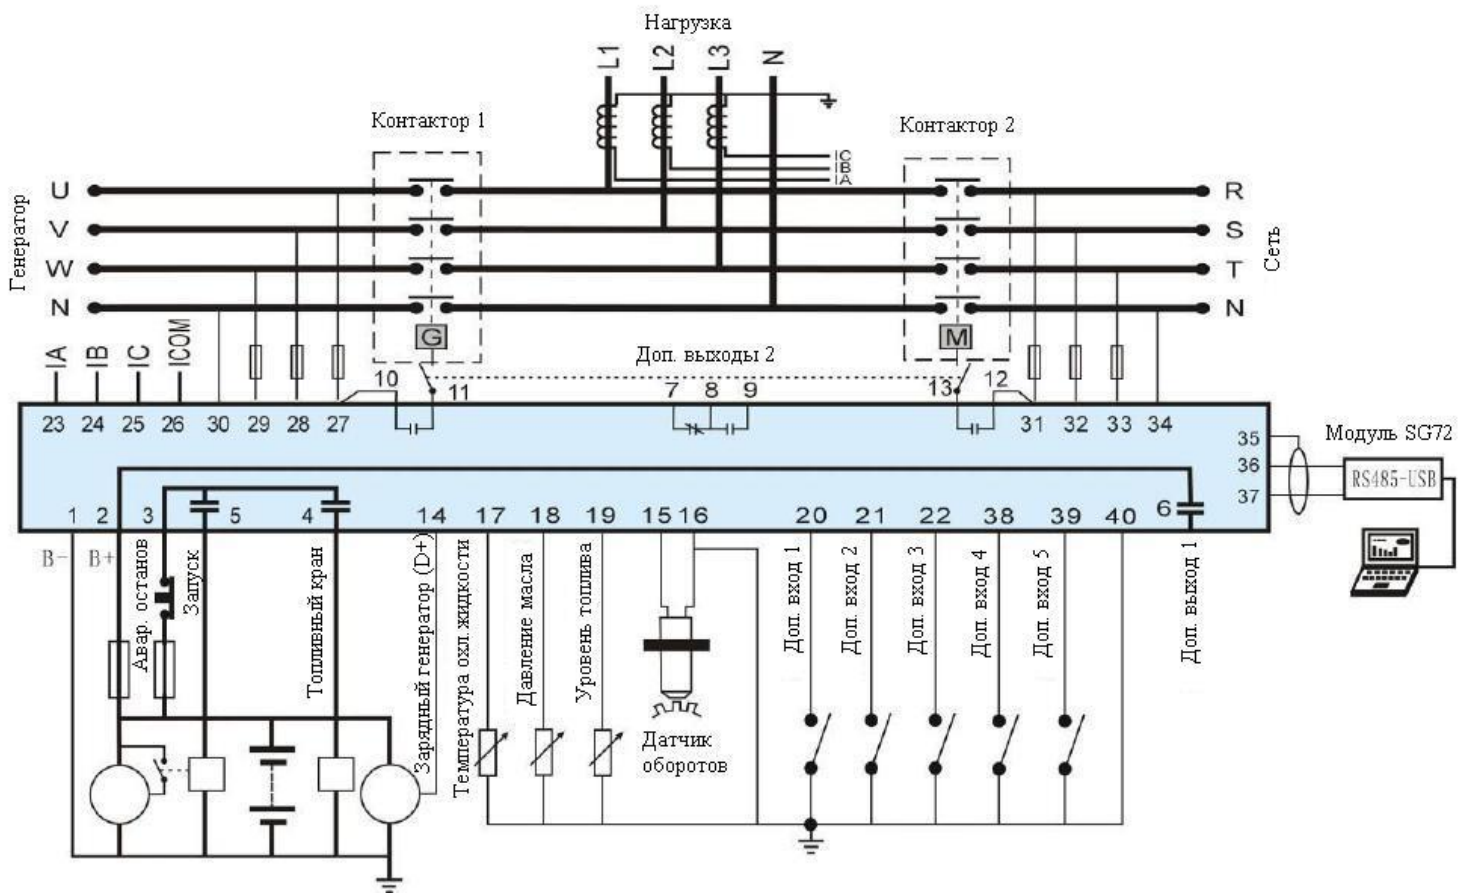 Нагрузка
L1
L2
L3
N
Контактор 1
Контактор 2
IC
IB
IA
Генератор
U
V
W
N
R
S
T
N
Сеть
G
M
IA
IB
IC
ICOM
Доп. выходы 2
10
11
7
8
9
13
12
23
24
25
26
30
29
28
27
31
32
33
34
35
36
37
Модуль SG72
RS485-USB
1
2
3
5
4
14
17
18
19
15
16
20
21
22
38
39
40
6
B-
B+
Авар. останов
Запуск
Топливный кран
Зарядный генератор (D+)
Температура охл. жидкости
Давление масла
Уровень топлива
Датчик
оборотов
Доп. вход 1
Доп. вход 2
Доп. вход 3
Доп. вход 4
Доп. вход 5
Доп. выход 1